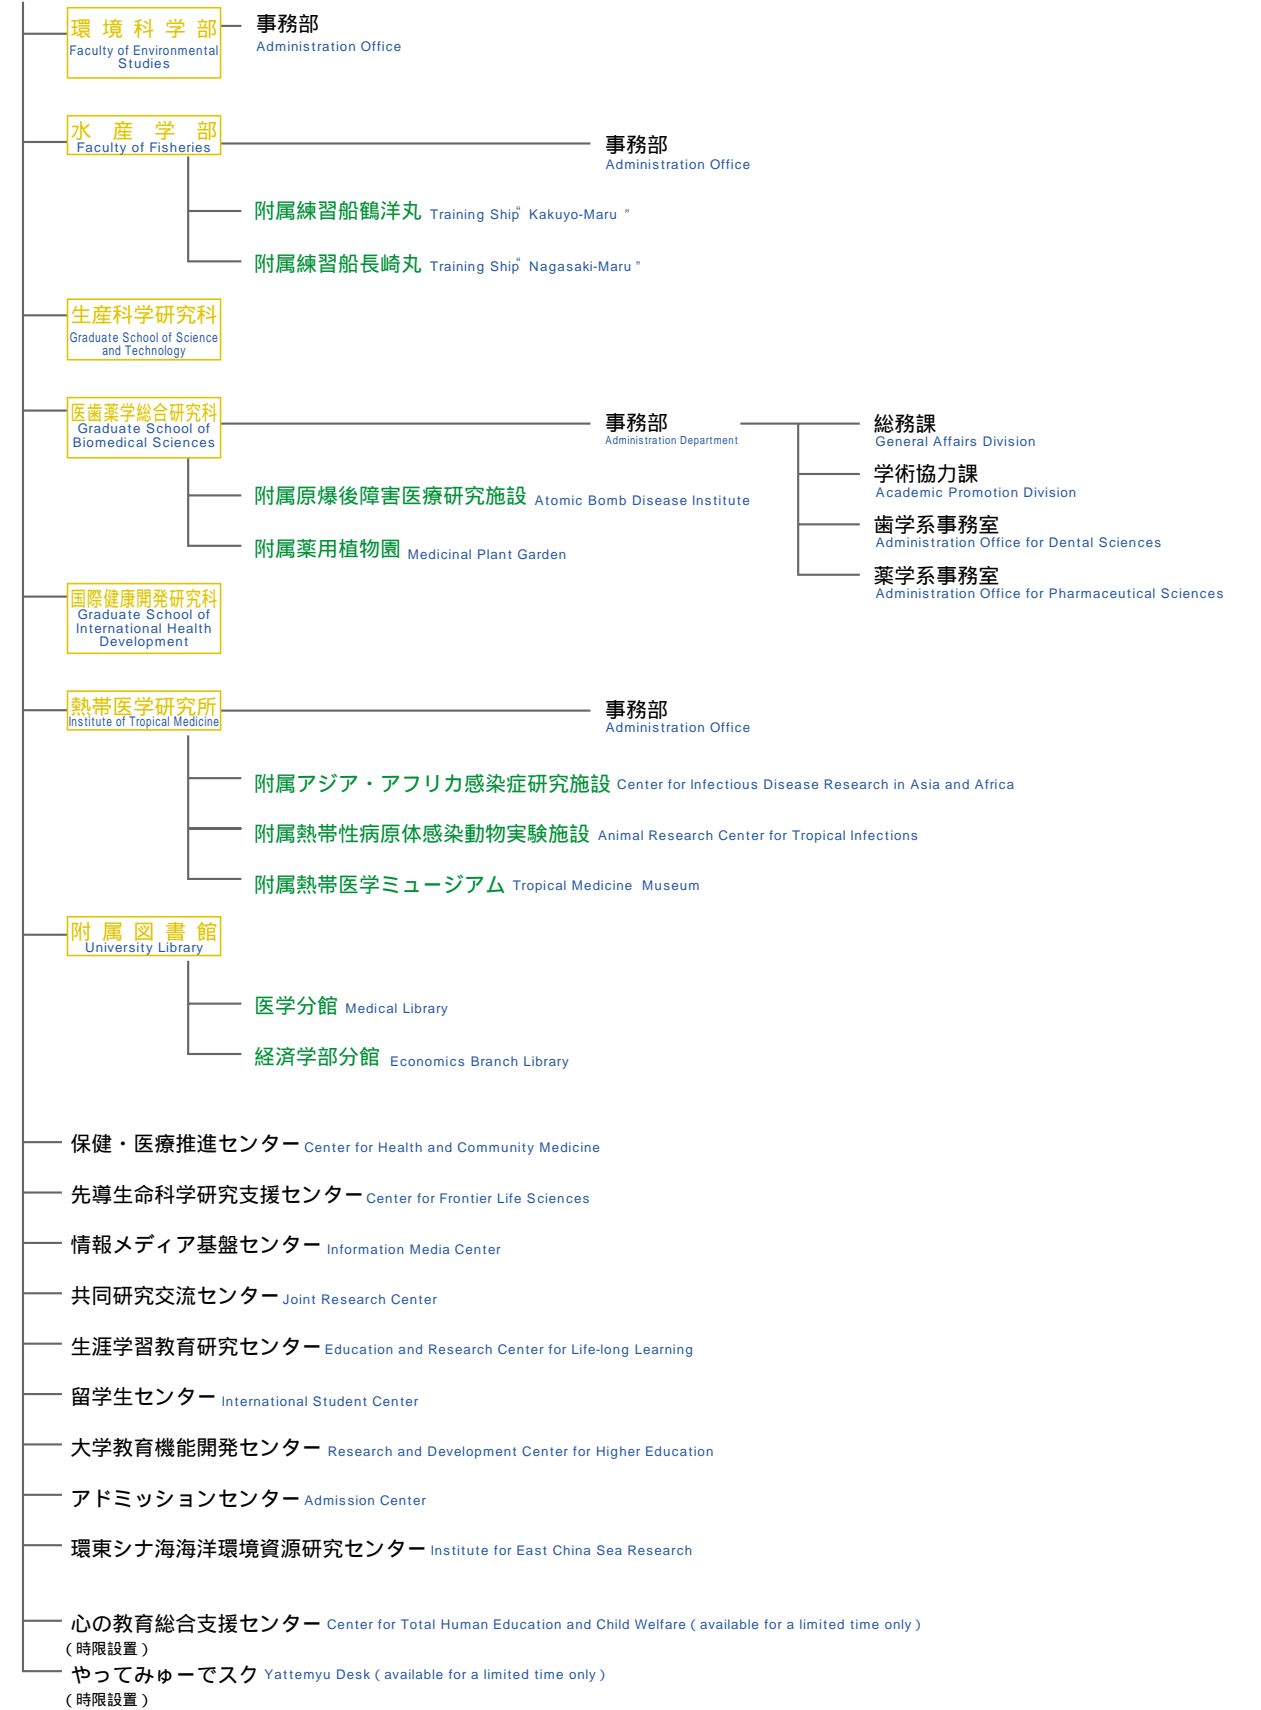 環境科学部
Faculty of Environmental
Studies
事務部
Administration Office
水産学部
Faculty of Fisheries
事務部
Administration Office
附属練習船鶴洋丸 Training Ship“ Kakuyo-Maru ”
附属練習船長崎丸 Training Ship“ Nagasaki-Maru ”
生産科学研究科
Graduate School of Science
and Technology
医歯薬学総合研究科
Graduate School of
Biomedical Sciences
事務部
Administration Department
総務課
General Affairs Division
学術協力課
Academic Promotion Division
歯学系事務室
Administration Office for Dental Sciences
薬学系事務室
Administration Office for Pharmaceutical Sciences
附属原爆後障害医療研究施設 Atomic Bomb Disease Institute
附属薬用植物園 Medicinal Plant Garden
国際健康開発研究科
Graduate School of
International Health
Development
熱帯医学研究所
Institute of Tropical Medicine
事務部
Administration Office
附属アジア・アフリカ感染症研究施設 Center for Infectious Disease Research in Asia and Africa
附属熱帯性病原体感染動物実験施設 Animal Research Center for Tropical Infections
附属熱帯医学ミュージアム Tropical Medicine Museum
附属図書館
University Library
医学分館 Medical Library
経済学部分館 Economics Branch Library
保健・医療推進センター Center for Health and Community Medicine
先導生命科学研究支援センター Center for Frontier Life Sciences
情報メディア基盤センター Information Media Center
共同研究交流センター Joint Research Center
生涯学習教育研究センター Education and Research Center for Life-long Learning
留学生センター International Student Center
大学教育機能開発センター Research and Development Center for Higher Education
アドミッションセンター Admission Center
環東シナ海海洋環境資源研究センター Institute for East China Sea Research
心の教育総合支援センター Center for Total Human Education and Child Welfare（available for a limited time only）
（時限設置）
やってみゅーでスク Yattemyu Desk（available for a limited time only）
（時限設置）